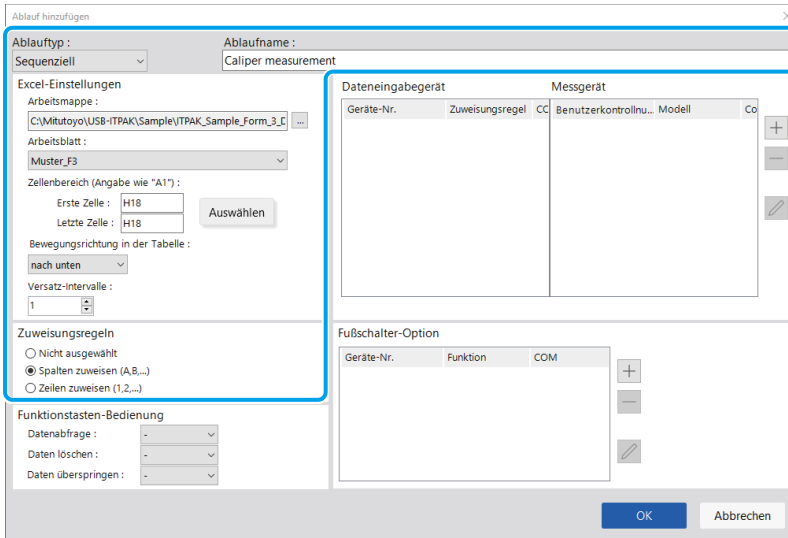 Ablauf hinzufügen
Ablauftyp :
Ablaufname :
Sequenziell
Caliper measurement
Excel-Einstellungen
Arbeitsmappe :
C:\Mitutoyo\USB-ITPAK\Sample\ITPAK_Sample_Form_3_D
...
Arbeitsblatt :
Muster_F3
Zellenbereich (Angabe wie "A1") :
Erste Zelle :
H18
Letzte Zelle :
H18
Auswählen
Bewegungsrichtung in der Tabelle :
nach unten
Versatz-Intervalle :
1
Zuweisungsregeln
Nicht ausgewählt
Spalten zuweisen (A,B,...)
Zeilen zuweisen (1,2,...)
Funktionstasten-Bedienung
Datenabfrage :
-
Daten löschen :
-
Daten überspringen :
-
Dateneingabegerät
Messgerät
Geräte-Nr.
Zuweisungsregel
CC
Benutzerkontrollnu...
Modell
Co
Fußschalter-Option
Geräte-Nr.
Funktion
COM
OK
Abbrechen